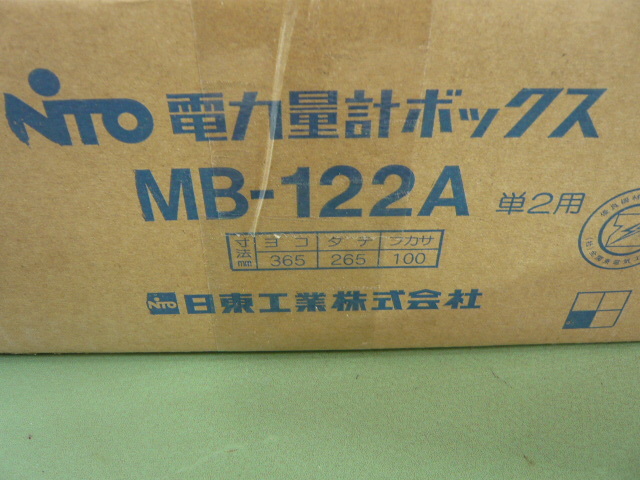 NiTO 電力量計ボックス
MB-122A 単2用
寸法 ヨコ タテ フカサ
mm 365 265 100
NiTO 日東工業株式会社